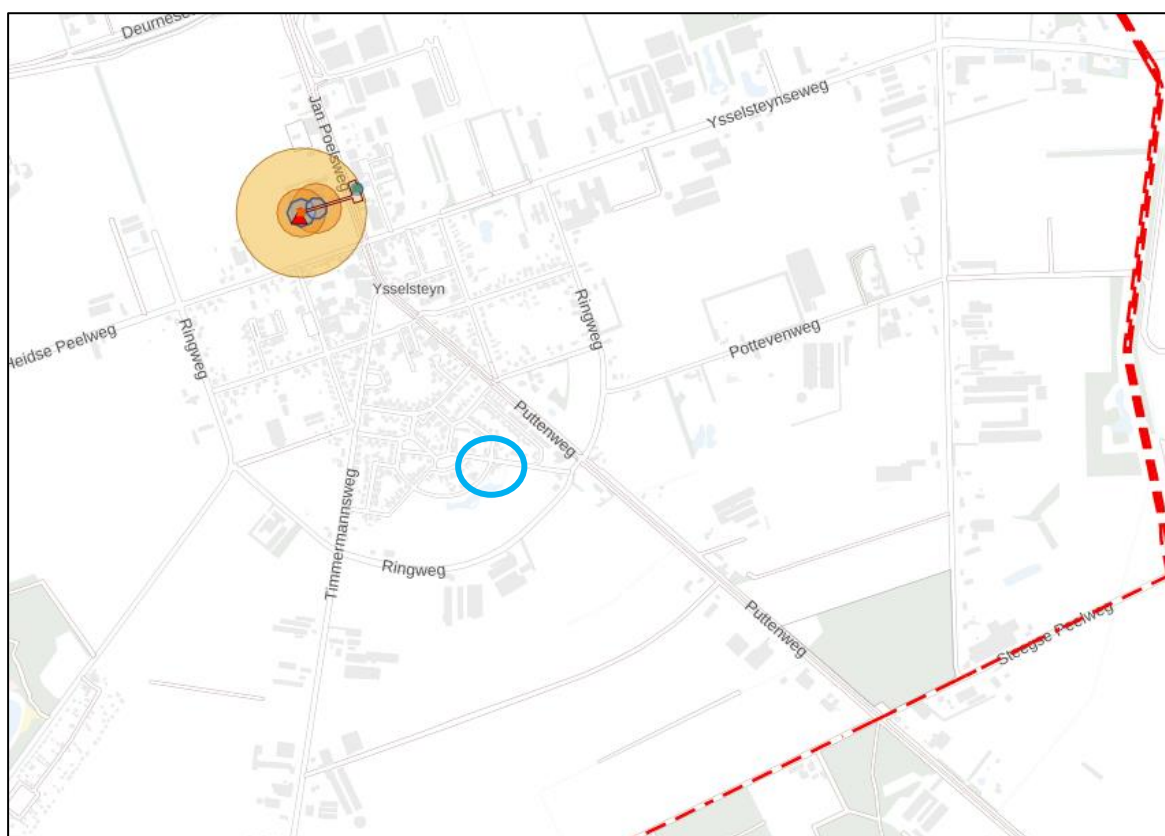 Deurnese
Jan Poelsweg
Ysselsteynseweg
Ysselsteyn
Ringweg
Heidse Peelweg
Ringweg
Pottevenweg
Puttenweg
Timmermannsweg
Ringweg
Puttenweg
Steegse Peelweg